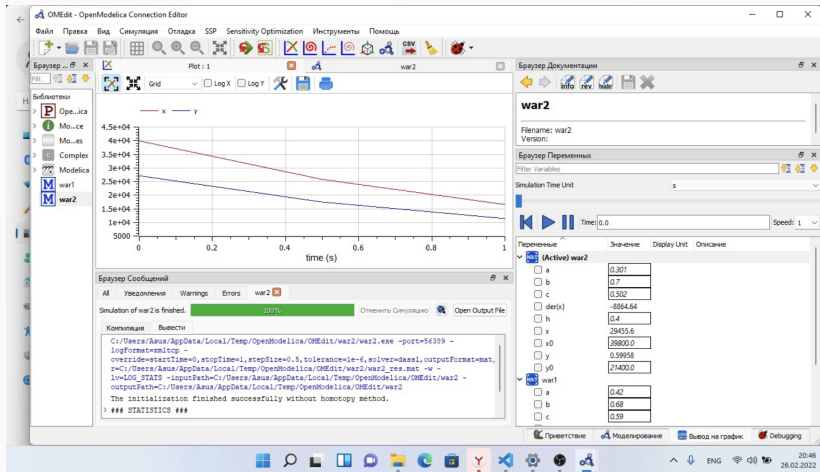 OMEdit - OpenModelica Connection Editor
Файл Правка Вид Симуляция Отладка SSP Sensitivity Optimization Инструменты Помощь
Браузер ... 
Plot : 1
war2
Grid
Log X
Log Y
Библиотеки
P Ope...ica
Mo...ce
Mo...es
C Complex
Modelica
M war1
M war2
x y
4.5e+04
4e+04
3.5e+04
3e+04
2.5e+04
2e+04
1.5e+04
1e+04
5000
0 0.2 0.4 0.6 0.8 1
time (s)
Браузер Сообщений
All Уведомления Warnings Errors war2
Simulation of war2 is finished. 100% Отменить Симуляцию Open Output File
Компиляция Вывести
C:/Users/Asus/AppData/Local/Temp/OpenModelica/OMEdit/war2/war2.exe -port=56389 -
logFormat=xmltcp -
override=startTime=0,stopTime=1,stepSize=0.5,tolerance=1e-6,solver=dassl,outputFormat=mat,
r=C:/Users/Asus/AppData/Local/Temp/OpenModelica/OMEdit/war2/war2_res.mat -w -
lv=LOG_STATS -inputPath=C:/Users/Asus/AppData/Local/Temp/OpenModelica/OMEdit/war2 -
outputPath=C:/Users/Asus/AppData/Local/Temp/OpenModelica/OMEdit/war2
The initialization finished successfully without homotopy method.
> ### STATISTICS ###
Браузер Документации
war2
Filename: war2
Version:
Браузер Переменных
Filter Variables
Simulation Time Unit s
Time: 0.0 Speed: 1
Переменные Значение Display Unit Описание
(Active) war2
a 0.301
b 0.7
c 0.502
der(x) -8864.64
h 0.4
x 29455.6
x0 39800.0
y 0.59958
y0 21400.0
war1
a 0.42
b 0.68
c 0.59
Приветствие Моделирование Вывод на график Debugging
ENG 20:46
26.02.2022